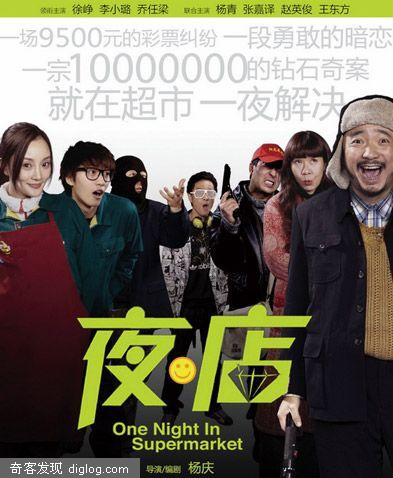 领衔主演 徐峥 李小璐 乔任梁 联合主演 杨青 张嘉译 赵英俊 王东方
一场9500元的彩票纠纷 一段勇敢的暗恋
一宗10000000的钻石奇案
就在超市 一夜解决
夜·店
One Night In
Supermarket
导演/编剧 杨庆
奇客发现 diglog.com